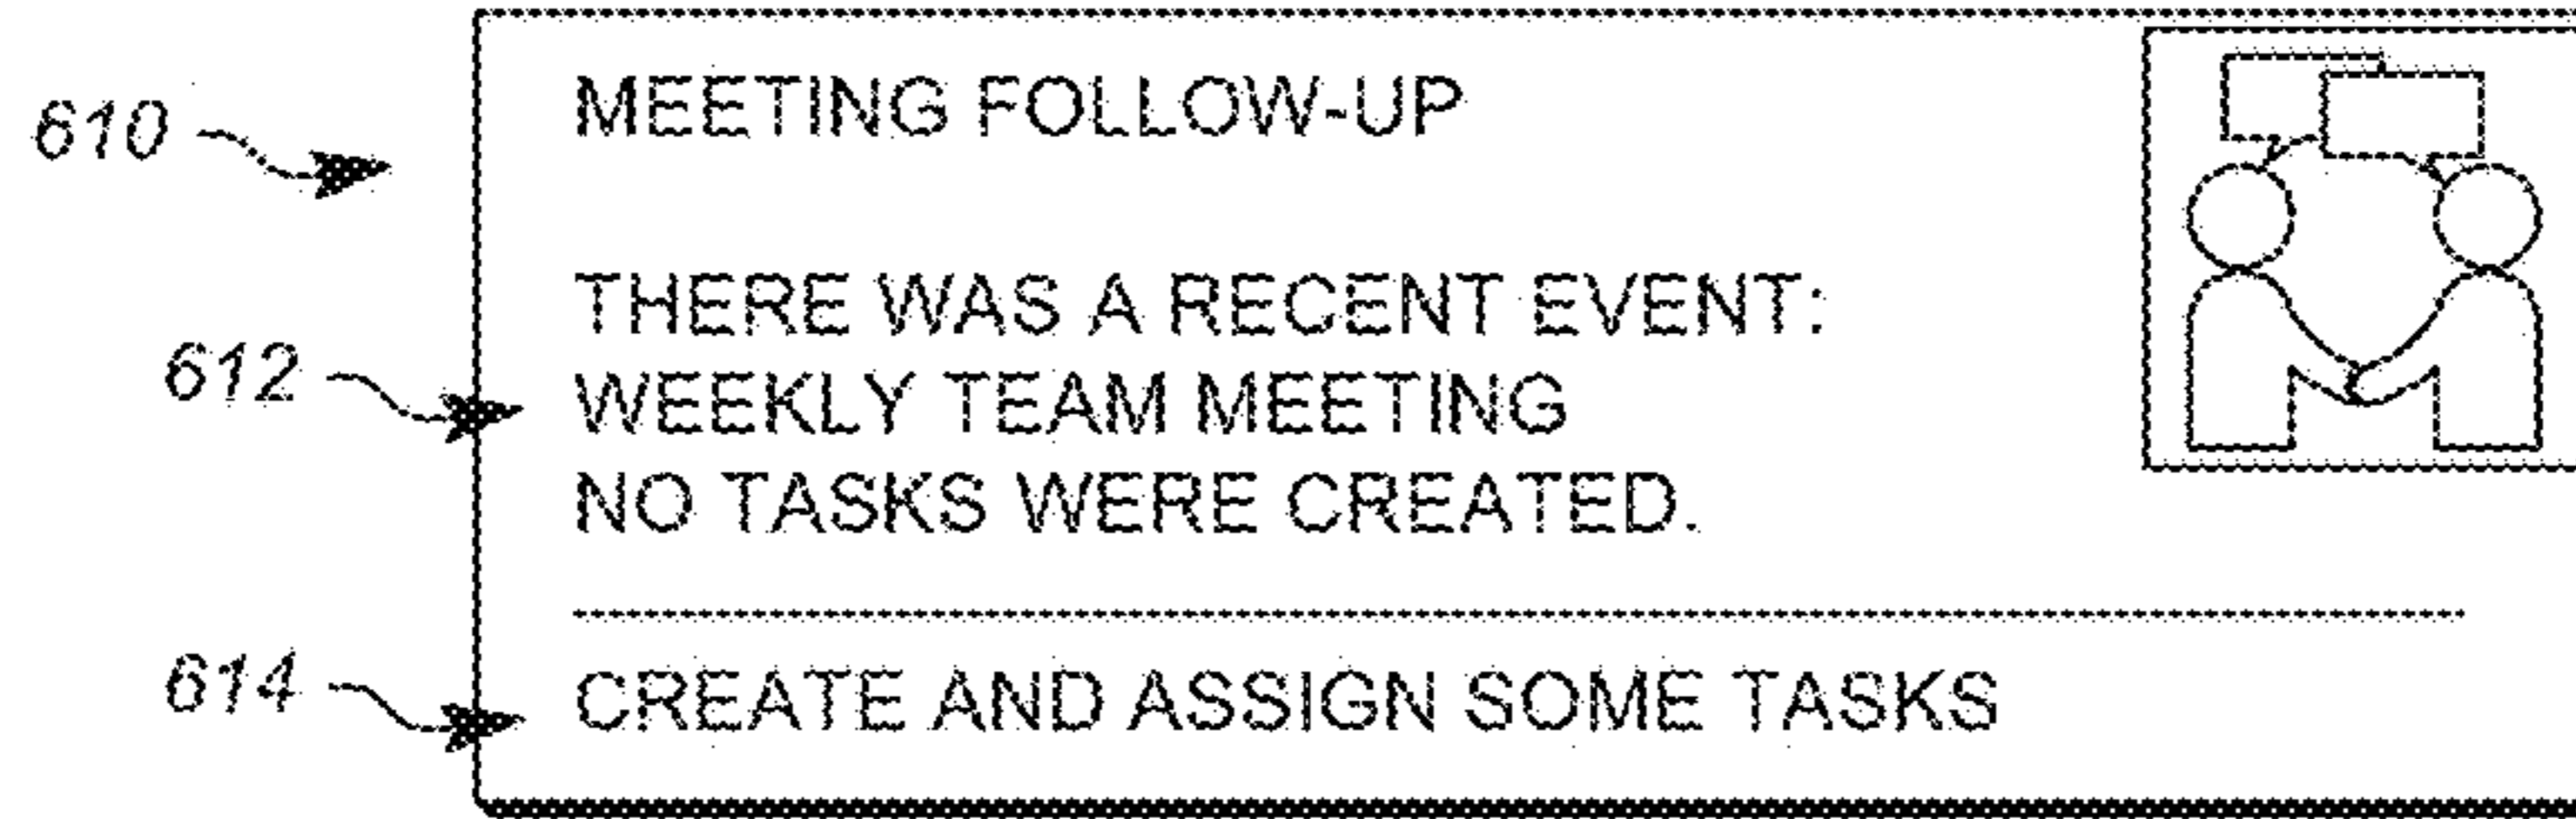 610
MEETING FOLLOW-UP
THERE WAS A RECENT EVENT:
612
WEEKLY TEAM MEETING
NO TASKS WERE CREATED.
614
CREATE AND ASSIGN SOME TASKS